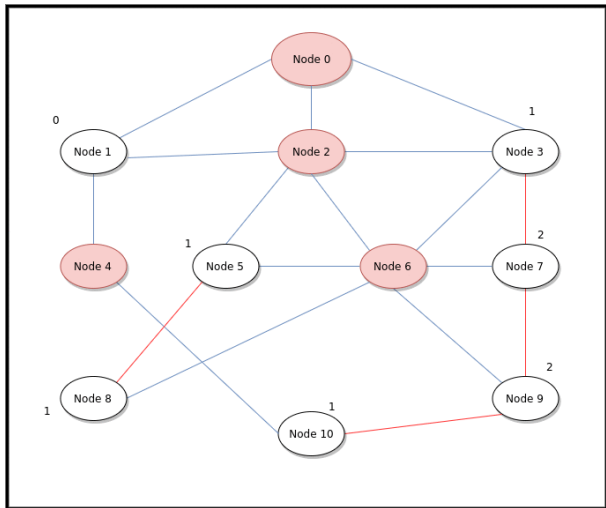 Node 0
0
1
Node 1
Node 2
Node 3
1
2
Node 4
Node 5
Node 6
Node 7
2
Node 8
1
1
Node 10
Node 9